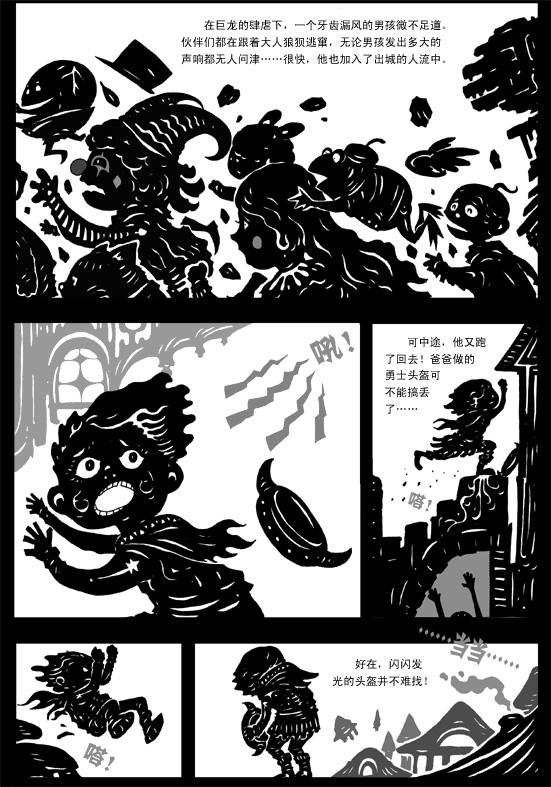 在巨龙的肆虐下，一个牙齿漏风的男孩微不足道。
伙伴们都在跟着大人狼狈逃窜，无论男孩发出多大的
声响都无人问津……很快，他也加入了出城的人流中。
可中途，他又跑
了回去！爸爸做的
勇士头盔可
不能搞丢
了……
嗒！
嗒！
……当当……
好在，闪闪发
光的头盔并不难找！